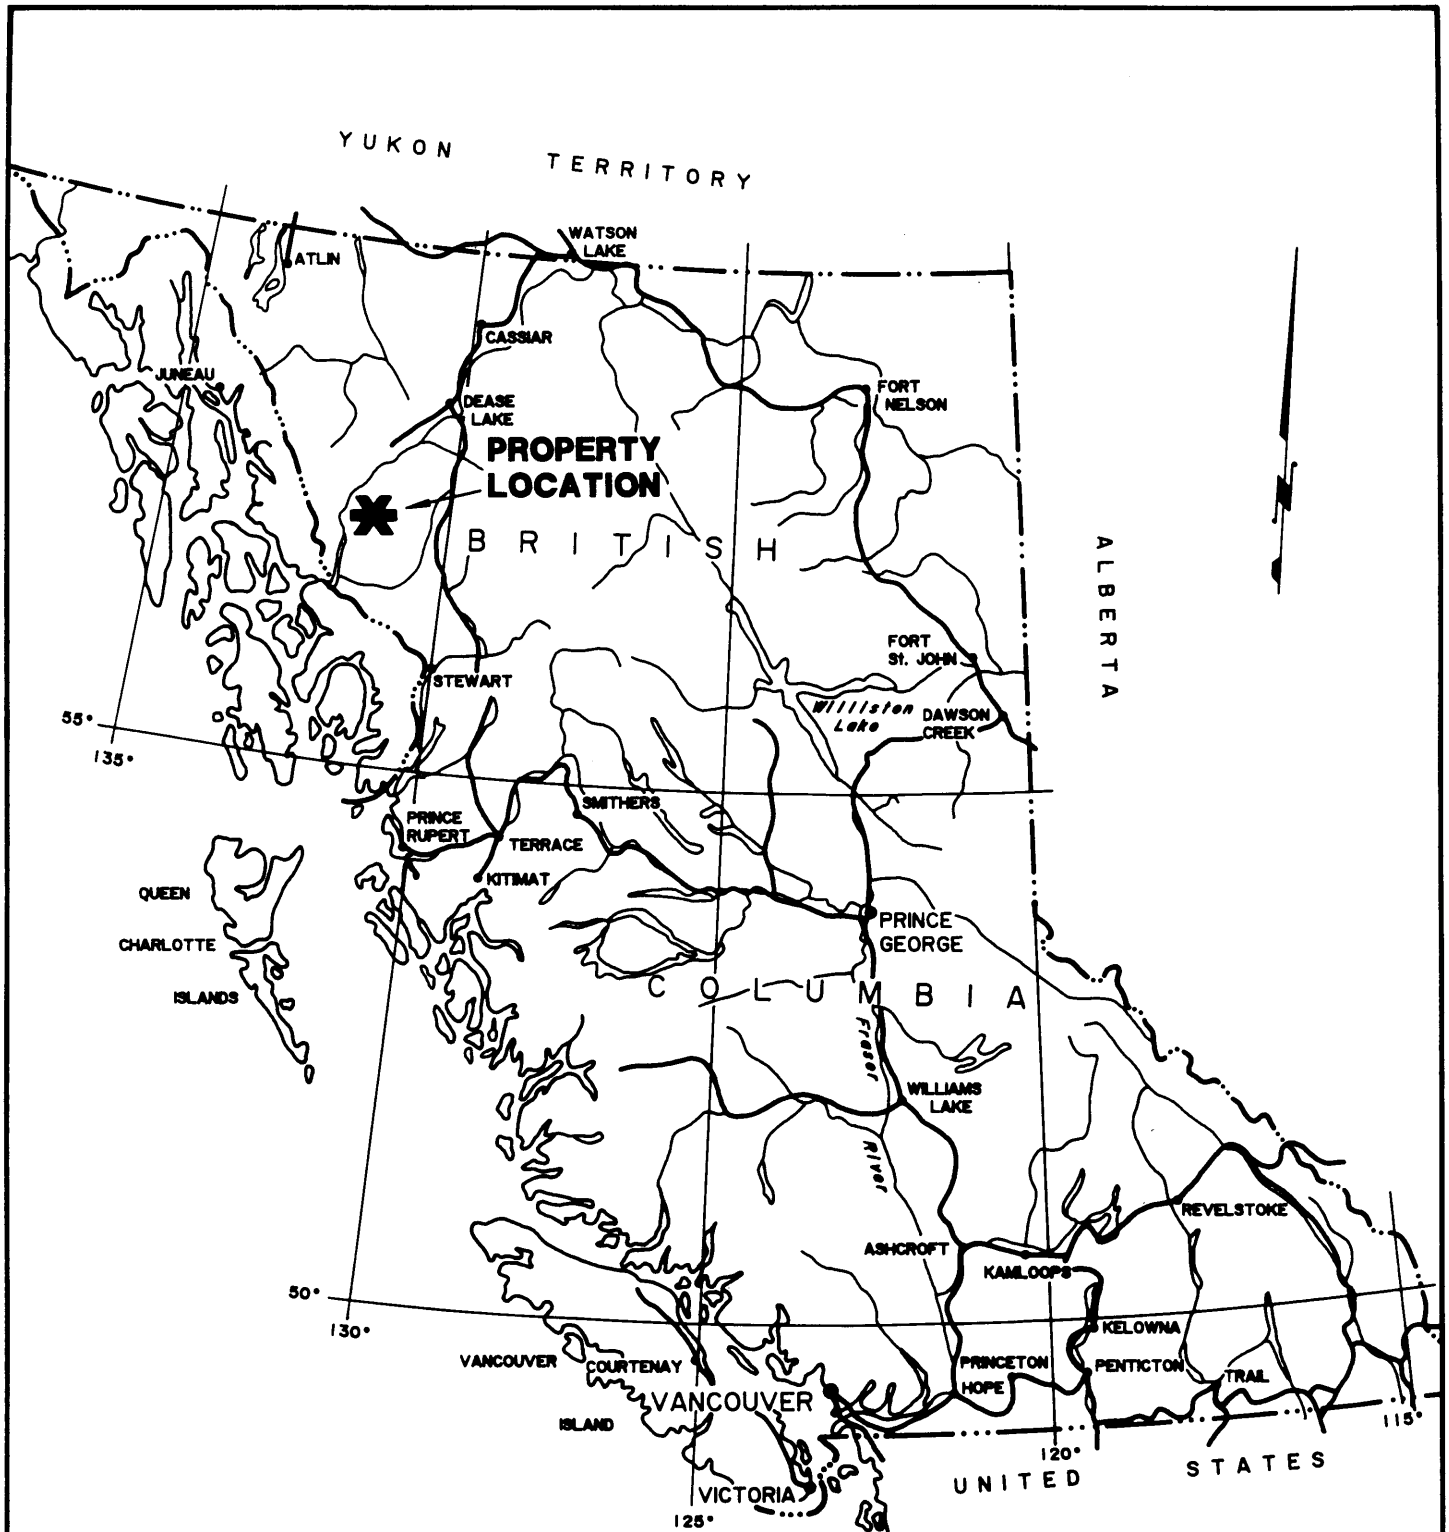 YUKON TERRITORY
WATSON
LAKE
ATLIN
CASSIAR
JUNEAU
DEASE
LAKE
FORT
NELSON
PROPERTY
LOCATION
BRITISH
ALBERTA
FORT
St. JOHN
STEWART
Williston
Lake
DAWSON
CREEK
55°
135°
SMITHERS
PRINCE
RUPERT
TERRACE
KITIMAT
QUEEN
CHARLOTTE
ISLANDS
PRINCE
GEORGE
COLUMBIA
Fraser
River
WILLIAMS
LAKE
REVELSTOKE
ASHCROFT
KAMLOOPS
50°
130°
KELOWNA
VANCOUVER
ISLAND
COURTENAY
PRINCETON
HOPE
PENTICTON
TRAIL
VANCOUVER
115°
120°
UNITED STATES
VICTORIA
125°